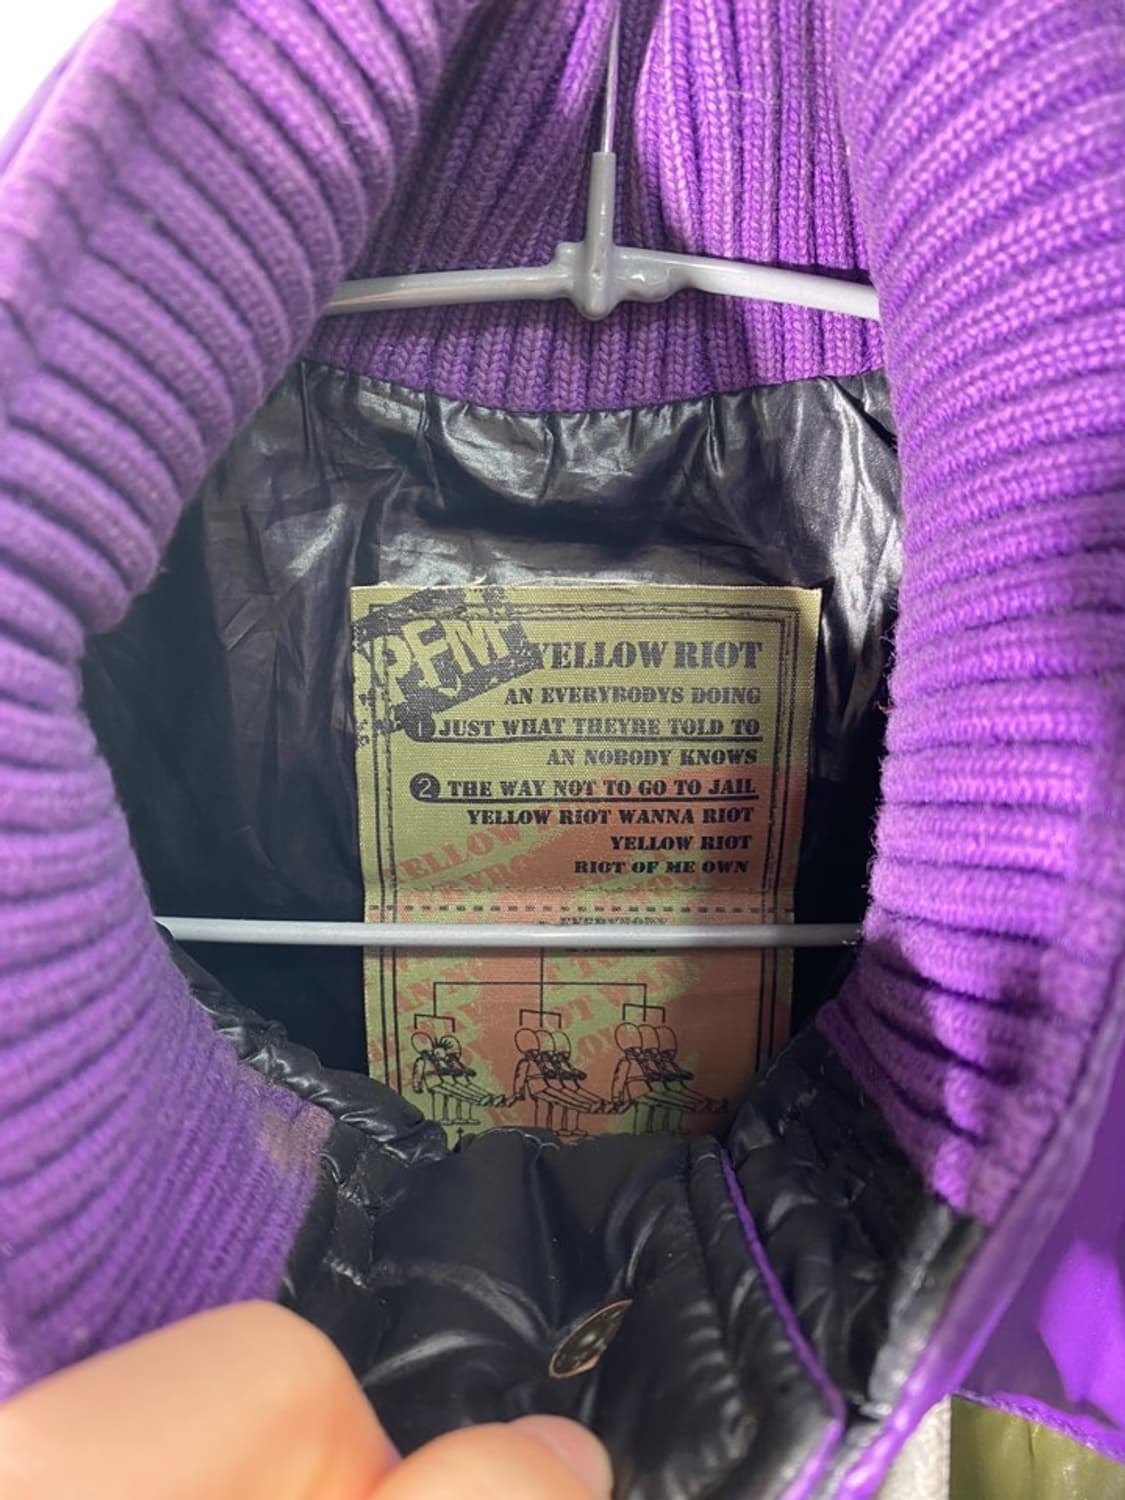 PFM
YELLOW RIOT
AN EVERYBODYS DOING
1 JUST WHAT THEYRE TOLD TO
AN NOBODY KNOWS
2 THE WAY NOT TO GO TO JAIL
YELLOW RIOT WANNA RIOT
YELLOW RIOT
RIOT OF ME OWN
EVERYBODY